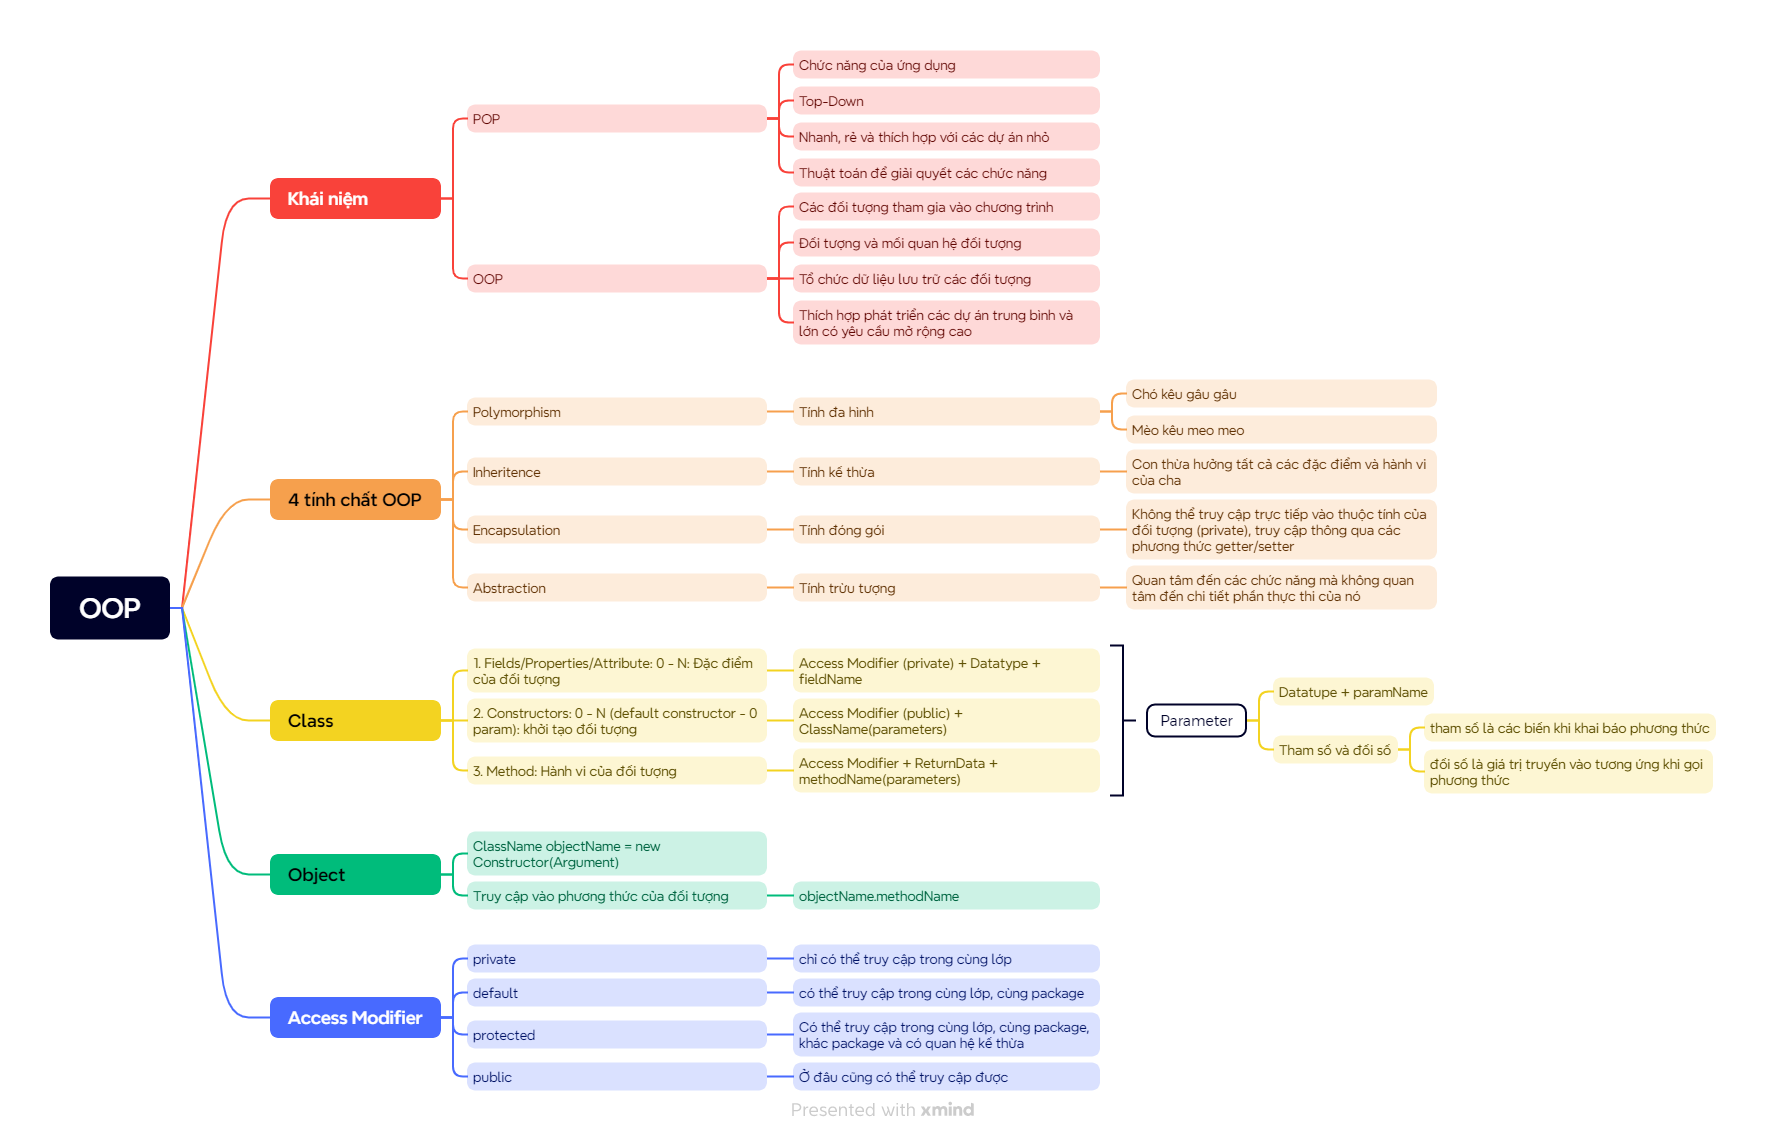 OOP
Khái niệm
POP
Chức năng của ứng dụng
Top-Down
Nhanh, rẻ và thích hợp với các dự án nhỏ
Thuật toán để giải quyết các chức năng
OOP
Các đối tượng tham gia vào chương trình
Đối tượng và mối quan hệ đối tượng
Tổ chức dữ liệu lưu trữ các đối tượng
Thích hợp phát triển các dự án trung bình và
lớn có yêu cầu mở rộng cao
4 tính chất OOP
Polymorphism
Tính đa hình
Chó kêu gâu gâu
Mèo kêu meo meo
Inheritence
Tính kế thừa
Con thừa hưởng tất cả các đặc điểm và hành vi
của cha
Encapsulation
Tính đóng gói
Không thể truy cập trực tiếp vào thuộc tính của
đối tượng (private), truy cập thông qua các
phương thức getter/setter
Abstraction
Tính trừu tượng
Quan tâm đến các chức năng mà không quan
tâm đến chi tiết phần thực thi của nó
Class
1. Fields/Properties/Attribute: 0 - N: Đặc điểm
của đối tượng
Access Modifier (private) + Datatype +
fieldName
2. Constructors: 0 - N (default constructor - 0
param): khởi tạo đối tượng
Access Modifier (public) +
ClassName(parameters)
3. Method: Hành vi của đối tượng
Access Modifier + ReturnData +
methodName(parameters)
Parameter
Datatupe + paramName
Tham số và đối số
tham số là các biến khi khai báo phương thức
đối số là giá trị truyền vào tương ứng khi gọi
phương thức
Object
ClassName objectName = new
Constructor(Argument)
Truy cập vào phương thức của đối tượng
objectName.methodName
Access Modifier
private
chỉ có thể truy cập trong cùng lớp
default
có thể truy cập trong cùng lớp, cùng package
protected
Có thể truy cập trong cùng lớp, cùng package,
khác package và có quan hệ kế thừa
public
Ở đâu cũng có thể truy cập được
Presented with xmind